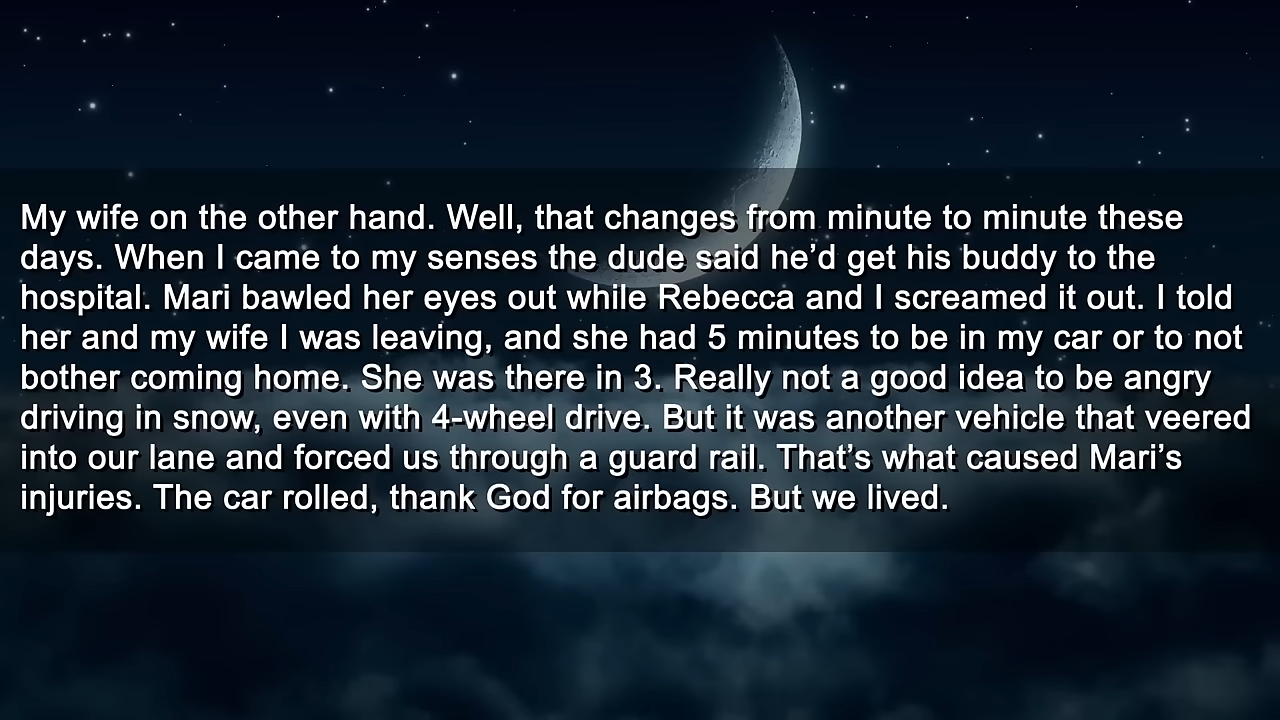 My wife on the other hand. Well, that changes from minute to minute these
days. When I came to my senses the dude said he’d get his buddy to the
hospital. Mari bawled her eyes out while Rebecca and I screamed it out. I told
her and my wife I was leaving, and she had 5 minutes to be in my car or to not
bother coming home. She was there in 3. Really not a good idea to be angry
driving in snow, even with 4-wheel drive. But it was another vehicle that veered
into our lane and forced us through a guard rail. That’s what caused Mari’s
injuries. The car rolled, thank God for airbags. But we lived.